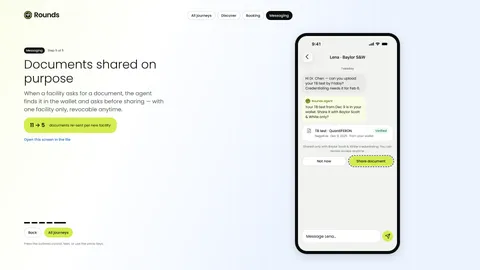 Rounds
All journeys
Discover
Booking
Messaging
Messaging
Step 5 of 5
Documents shared on
purpose
When a facility asks for a document, the agent
finds it in the wallet and asks before sharing — with
one facility only, revocable anytime.
documents re-sent per new facility
Open this screen in the file
Back
All journeys
9:41
Lena · Baylor S&W
Hi Dr. Chen — can you upload
your TB test by Friday?
Credentialing needs it for Feb 9.
Rounds agent
Your TB test from Dec 9 is in your
wallet. Share it with Baylor Scott
& White only?
TB test · QuantiFERON
Verified
Not now
Share document
Message Lena...